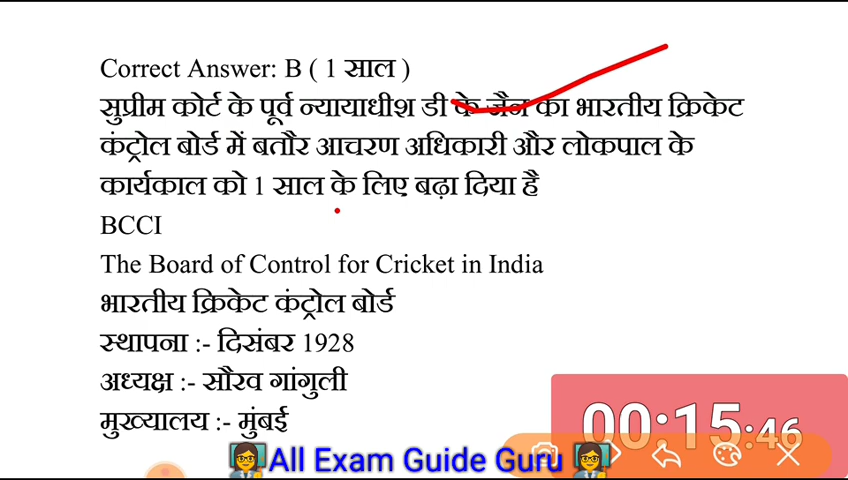 Correct Answer: B ( 1 साल )
सुप्रीम कोर्ट के पूर्व न्यायाधीश डी के जैन का भारतीय क्रिकेट
कंट्रोल बोर्ड में बतौर आचरण अधिकारी और लोकपाल के
कार्यकाल को 1 साल के लिए बढ़ा दिया है
BCCI
The Board of Control for Cricket in India
भारतीय क्रिकेट कंट्रोल बोर्ड
स्थापना :- दिसंबर 1928
अध्यक्ष :- सौरव गांगुली
मुख्यालय :- मुंबई
00:15:46
All Exam Guide Guru